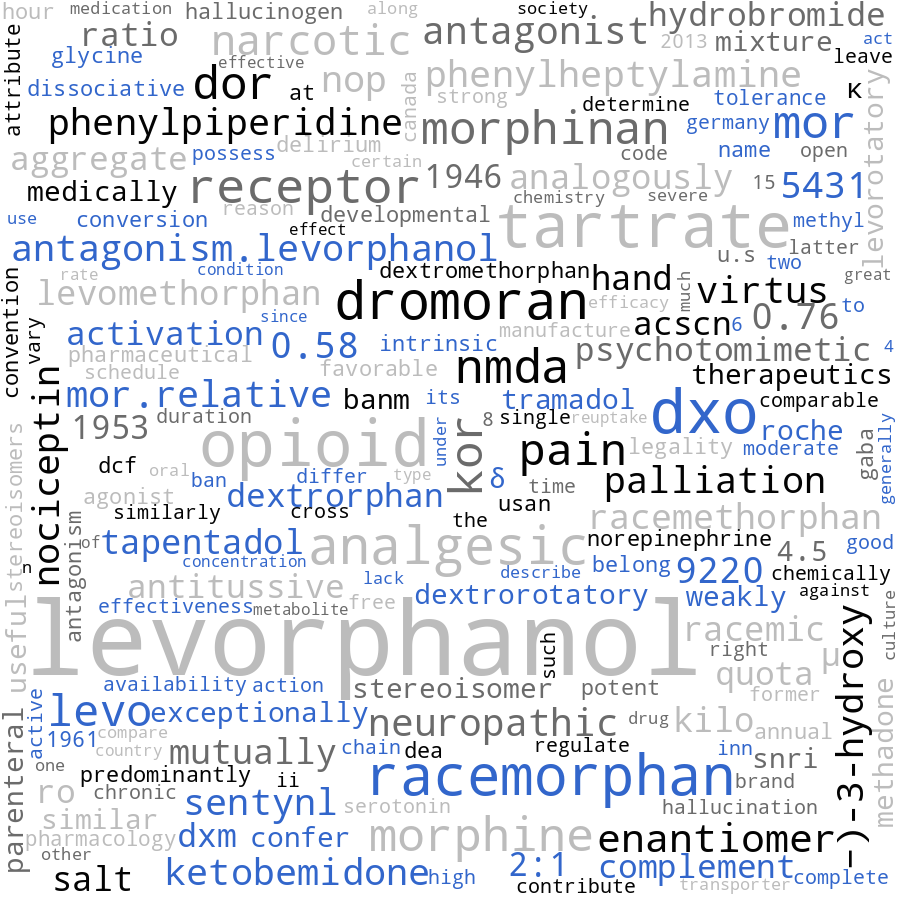 hour medication hallucinogen along society hydrobromide
attribute ratio narcotic antagonist 2013 mixture act
glycine effective leave
dissociative dor at nop canada phenylheptylamine K
strong determine tolerance levorotatory
phenylpiperidine delirium morphinan germany mor
aggregate possess certain code name open
medically receptor 1946 analogously 15 5431
chemistry severe
use conversion reason developmental tartrate methyl
antagonism.levorphanol effect u.s latter
convention rate condition dextromethorphan hand much two great
levomethorphan dromoran efficacy virtus to
vary since manufacture acscn 6 0.76
activation 0.58 intrinsic
pharmaceutical nmda psychotomimetic 4
schedule favorable therapeutics
nociceptin mor.relative banm its tramadol dxo comparable
1953 duration opioid under kor 8 single reuptake roche generally
stereoisomers dcf oral type pain legality moderate gaba
ban differ δ palliation
agonist dextrorphan time
similarly cross usan racemethorphan
antagonism of the norepinephrine
n tapentadol analgesic 4.5 good
concentration describe belong 9220 chemically
useful antitussive lack against
effectiveness metabolite free dextrorotatory weakly culture
levorphanol such racemic )-3-hydroxy
right µ
availability action stereoisomer potent quota
former
active levo exceptionally neuropathic drug kilo annual methadone
parenteral 1961 compare
country mutually chain dea regulate inn snri
one predominantly ii racemorphan brand
ro chronic sentynl serotonin hallucination
similar
pharmacology dxm confer morphine enantiomer −
other
salt ketobemidone high 2:1 complement complete
contribute transporter